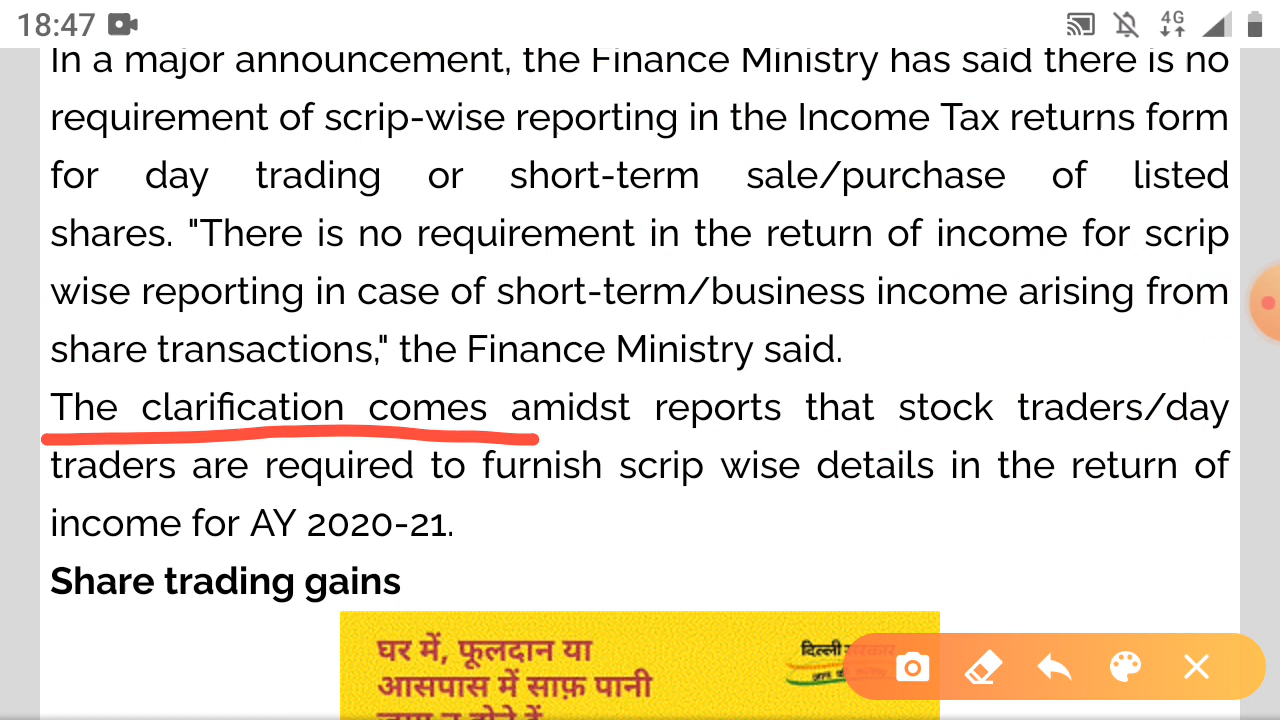 18:47
4G
In a major announcement, the Finance Ministry has said there is no
requirement of scrip-wise reporting in the Income Tax returns form
for day trading or short-term sale/purchase of listed
shares. "There is no requirement in the return of income for scrip
wise reporting in case of short-term/business income arising from
share transactions," the Finance Ministry said.
The clarification comes amidst reports that stock traders/day
traders are required to furnish scrip wise details in the return of
income for AY 2020-21.
Share trading gains
घर में, फूलदान या
दिल्ली
आसपास में साफ़ पानी